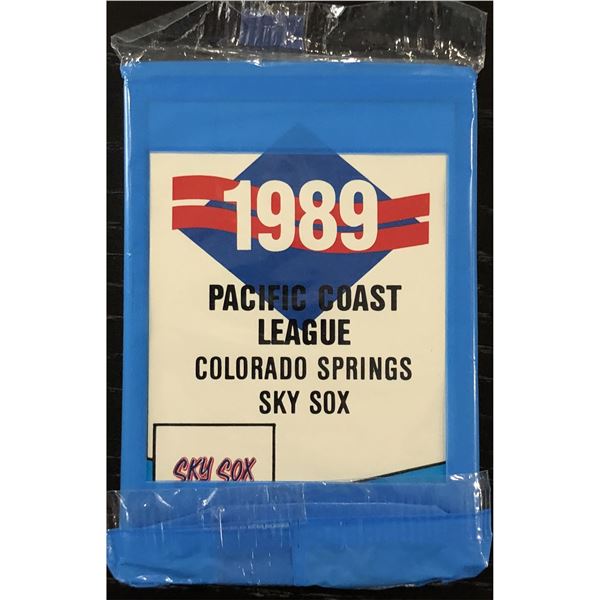 1989
PACIFIC COAST
LEAGUE
COLORADO SPRINGS
SKY SOX
SKY SOX